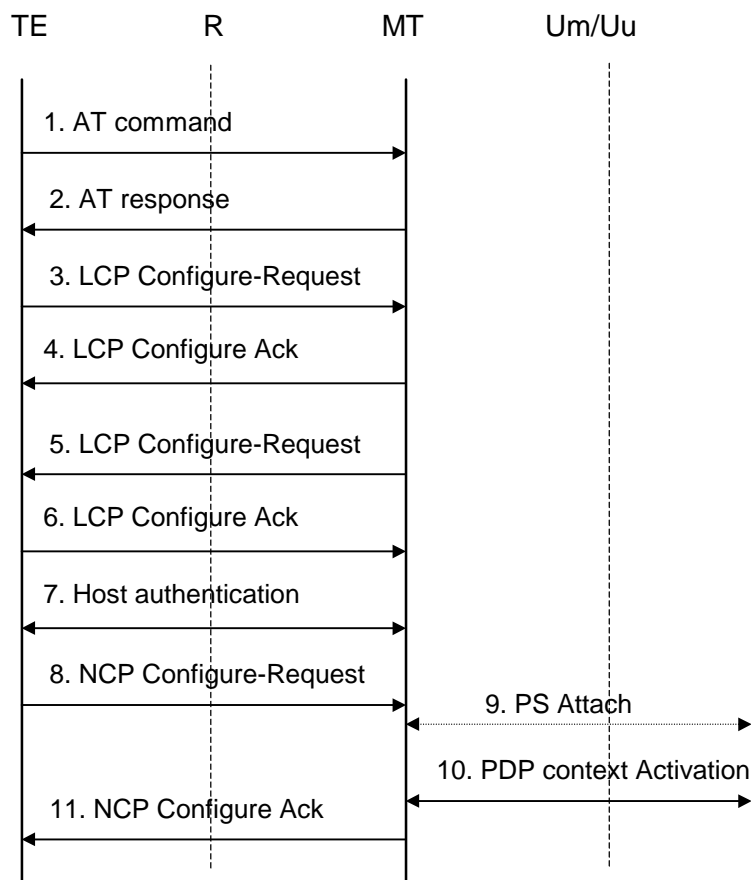 TE R MT Um/Uu
1. AT command
2. AT response
3. LCP Configure-Request
4. LCP Configure Ack
5. LCP Configure-Request
6. LCP Configure Ack
7. Host authentication
8. NCP Configure-Request
9. PS Attach
10. PDP context Activation
11. NCP Configure Ack